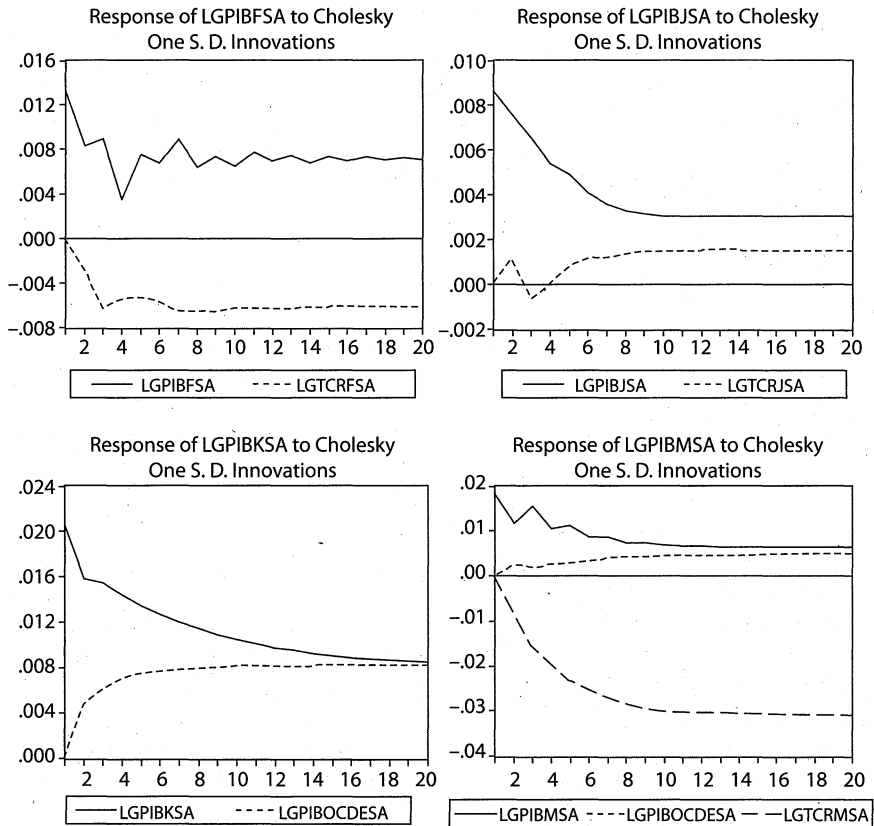 Response of LGPIBFSA to Cholesky
One S. D. Innovations
.016
.012
.008
.004
.000
–.004
–.008
2 4 6 8 10 12 14 16 18 20
LGPIBFSA LGTCRFSA
Response of LGPIBJSA to Cholesky
One S. D. Innovations
.010
.008
.006
.004
.002
.000
–.002
2 4 6 8 10 12 14 16 18 20
LGPIBJSA LGTCRJSA
Response of LGPIBKSA to Cholesky
One S. D. Innovations
.024
.020
.016
.012
.008
.004
.000
2 4 6 8 10 12 14 16 18 20
LGPIBKSA LGPIBOCDESA
Response of LGPIBMSA to Cholesky
One S. D. Innovations
.02
.01
.00
–.01
–.02
–.03
–.04
2 4 6 8 10 12 14 16 18 20
LGPIBMSA LGPIBOCDESA LGTCRMSA